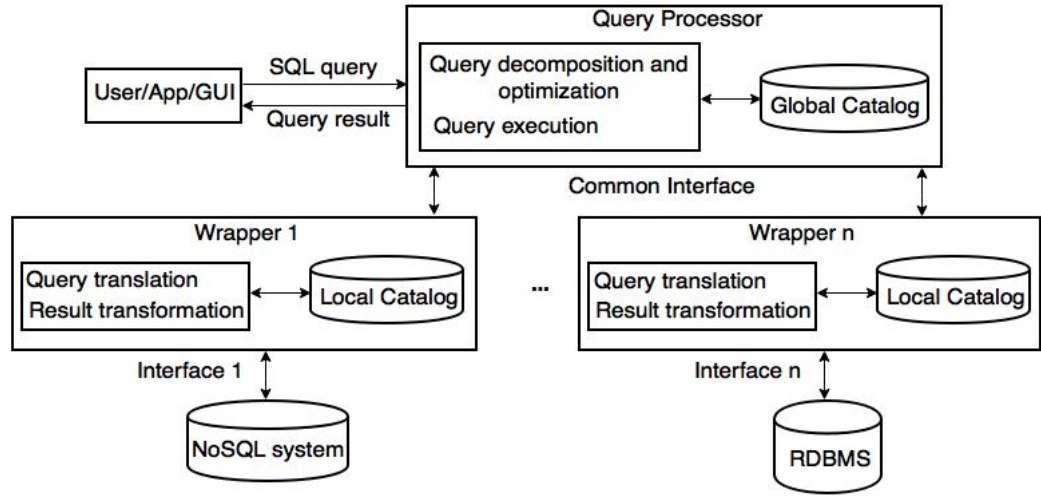 Query Processor
SQL query
User/App/GUI
Query result
Query decomposition and
optimization
Query execution
Global Catalog
Common Interface
Wrapper 1
Query translation
Result transformation
Local Catalog
...
Wrapper n
Query translation
Result transformation
Local Catalog
Interface 1
Interface n
NoSQL system
RDBMS